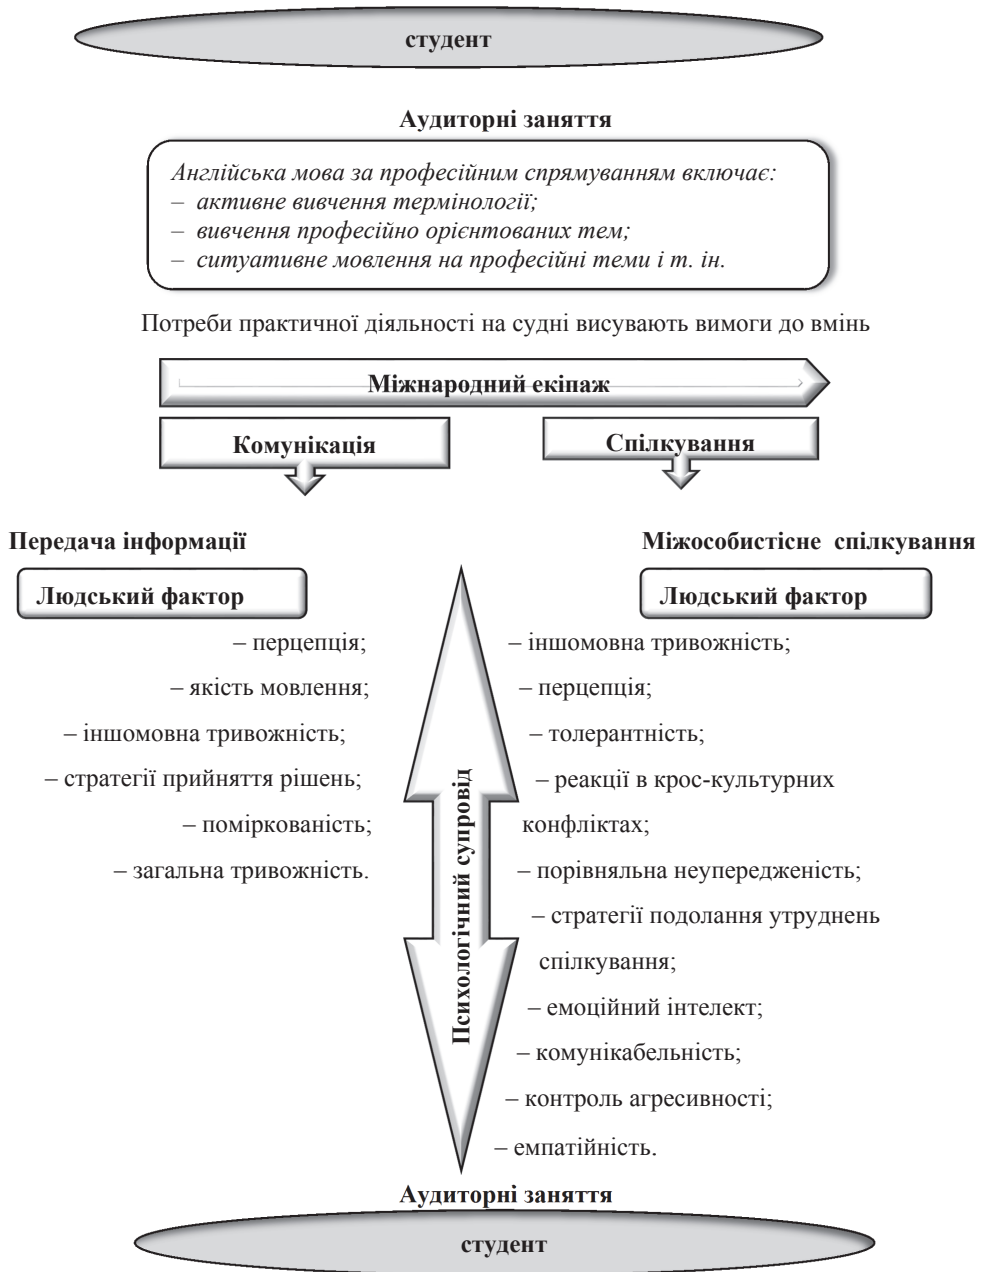 студент
Аудиторні заняття
Англійська мова за професійним спрямуванням включає:
– активне вивчення термінології;
– вивчення професійно орієнтованих тем;
– ситуативне мовлення на професійні теми і т. ін.
Потреби практичної діяльності на судні висувають вимоги до вмінь
Міжнародний екіпаж
Комунікація
Спілкування
Передача інформації
Людський фактор
– перцепція;
– якість мовлення;
– іншомовна тривожність;
– стратегії прийняття рішень;
– поміркованість;
– загальна тривожність.
Психологічний супровід
Міжособистісне спілкування
Людський фактор
– іншомовна тривожність;
– перцепція;
– толерантність;
– реакції в крос-культурних
конфліктах;
– порівняльна неупередженість;
– стратегії подолання утруднень
спілкування;
– емоційний інтелект;
– комунікабельність;
– контроль агресивності;
– емпатійність.
Аудиторні заняття
студент